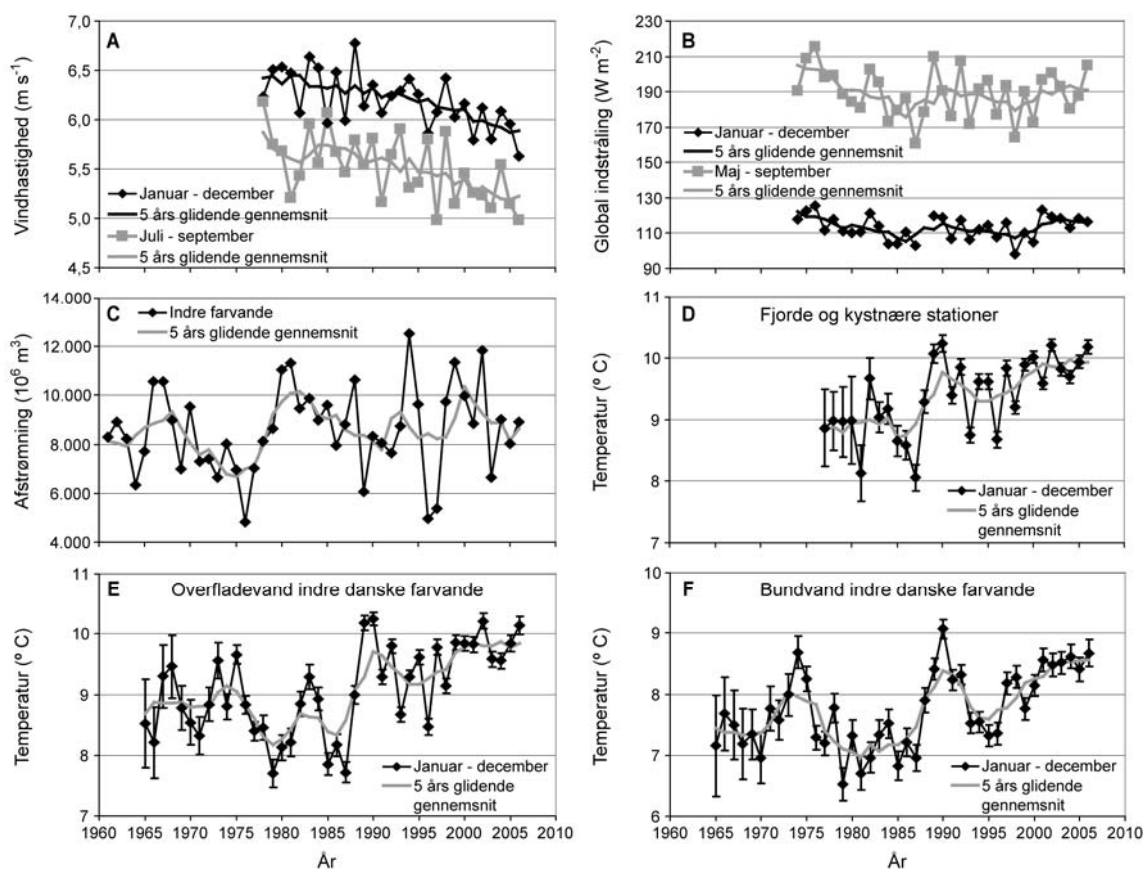 A
Vindhastighed (m s-1)
7,0
6,5
6,0
5,5
5,0
4,5
Januar - december
5 års glidende gennemsnit
Juli - september
5 års glidende gennemsnit
B
Global indstråling (W m-2)
230
210
190
170
150
130
110
90
Januar - december
5 års glidende gennemsnit
Maj - september
5 års glidende gennemsnit
C
Afstrømning (106 m3)
14.000
12.000
10.000
8.000
6.000
4.000
Indre farvande
5 års glidende gennemsnit
D
Fjorde og kystnære stationer
Temperatur (º C)
11
10
9
8
7
Januar - december
5 års glidende
gennemsnit
E
Overfladevand indre danske farvande
Temperatur (º C)
11
10
9
8
7
Januar - december
5 års glidende
gennemsnit
1960 1965 1970 1975 1980 1985 1990 1995 2000 2005 2010
År
F
Bundvand indre danske farvande
Temperatur (º C)
10
9
8
7
6
Januar - december
5 års glidende
gennemsnit
1960 1965 1970 1975 1980 1985 1990 1995 2000 2005 2010
År